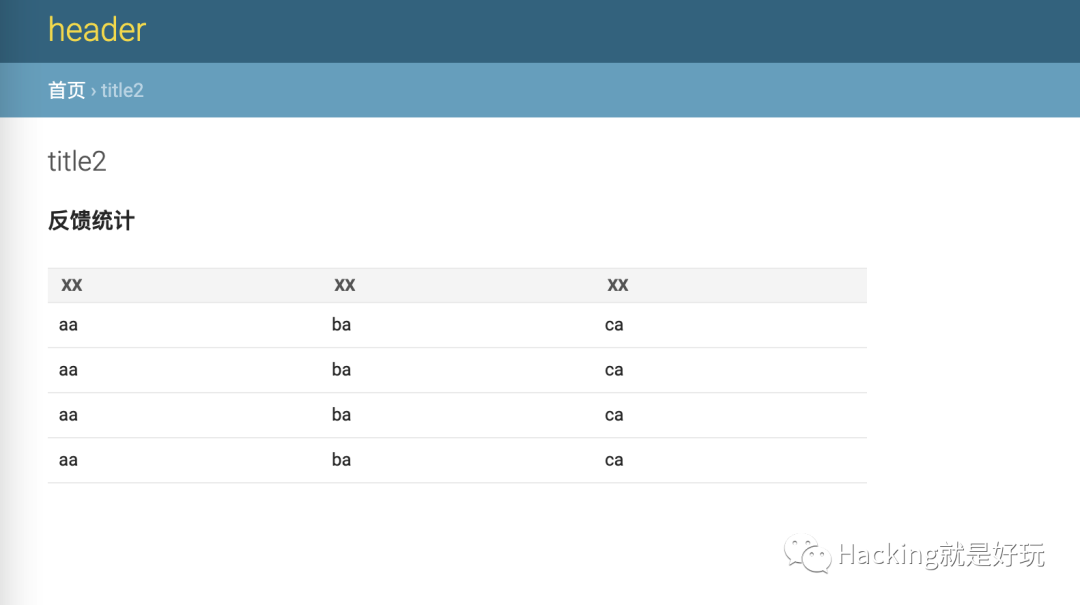 header
首页 › title2
title2
反馈统计
XX XX XX
aa ba ca
aa ba ca
aa ba ca
aa ba ca
Hacking就是好玩